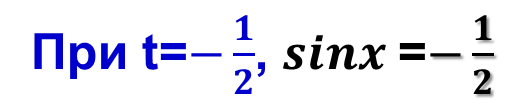 При t=−1/2, sinx =−1/2